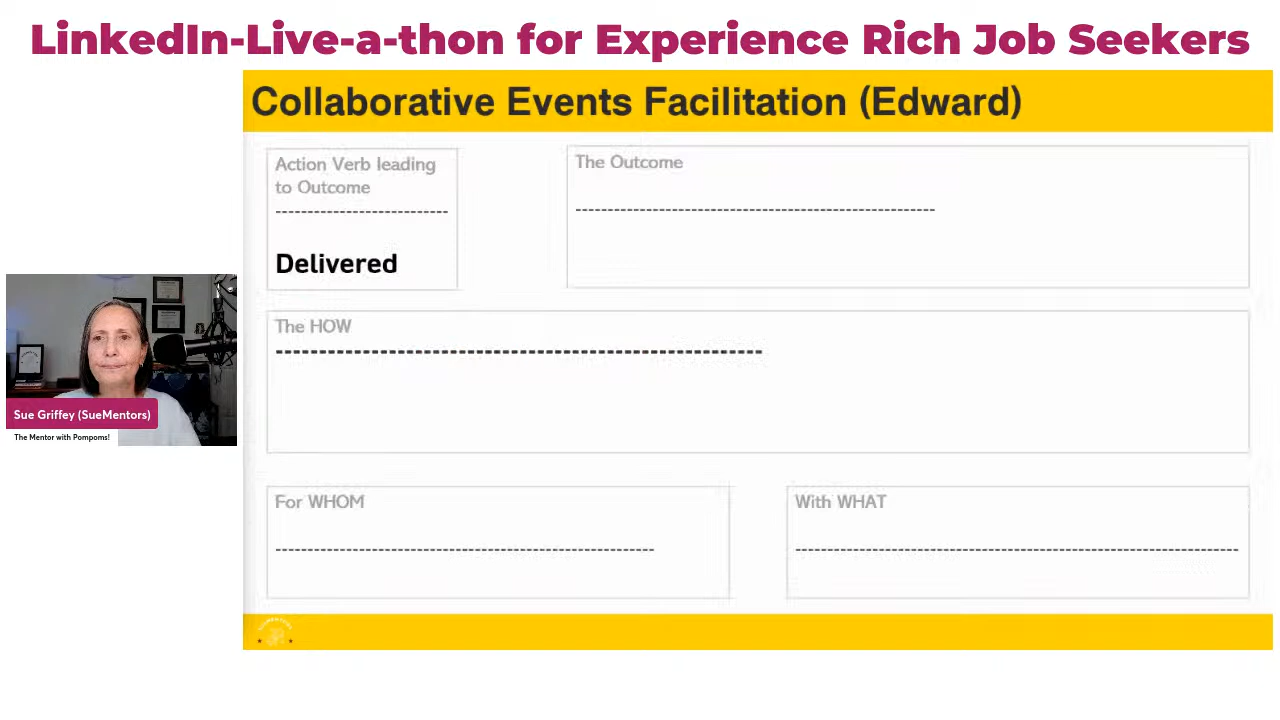 LinkedIn-Live-a-thon for Experience Rich Job Seekers
Collaborative Events Facilitation (Edward)
Action Verb leading
to Outcome
---------------------------
Delivered
The Outcome
--------------------------------------------------------
The HOW
--------------------------------------------------------
For WHOM
-----------------------------------------------------------
With WHAT
---------------------------------------------------------------------
Sue Griffey (SueMentors)
The Mentor with Pompoms!